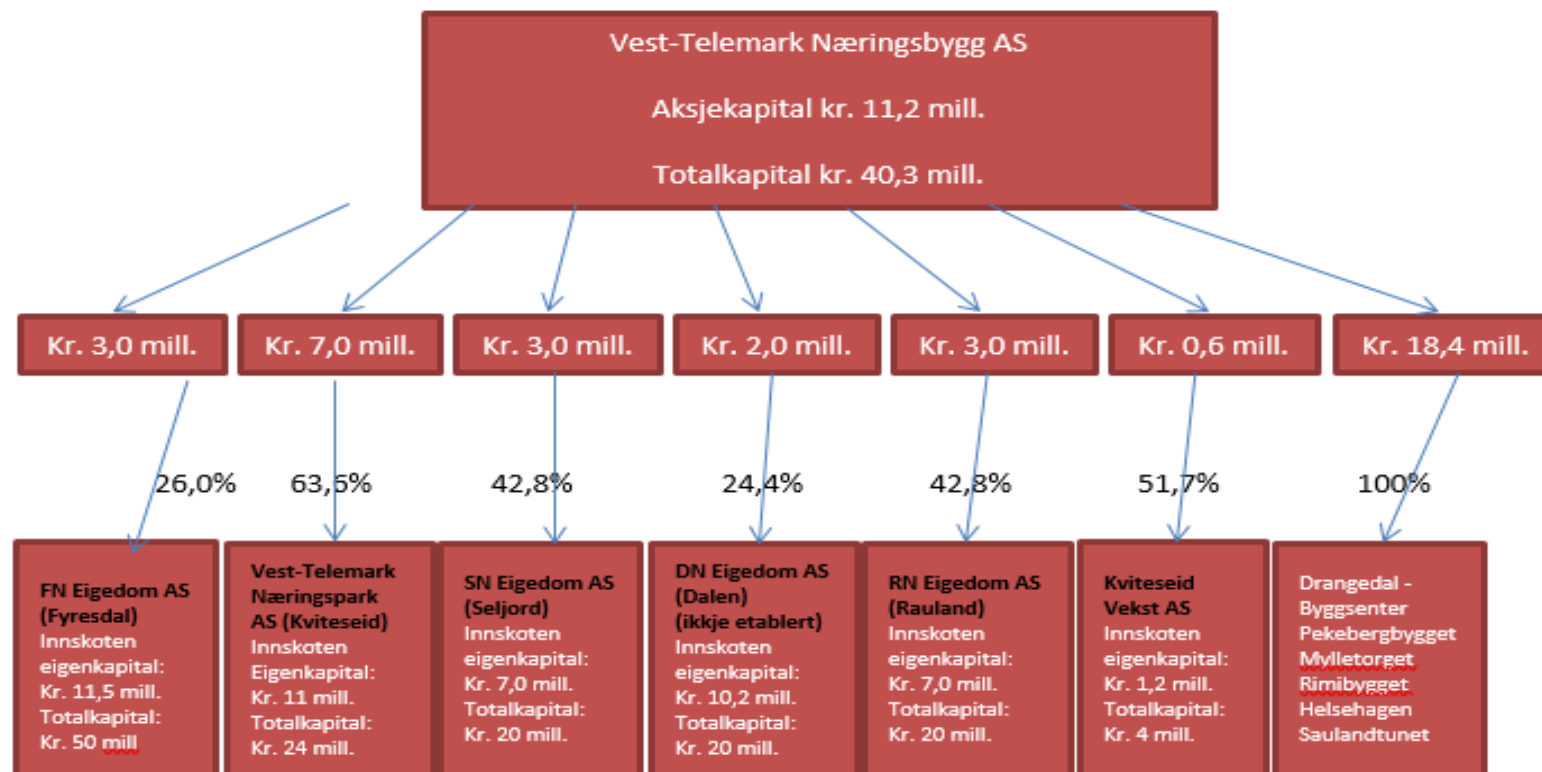 Vest-Telemark Næringsbygg AS
Aksjekapital kr. 11,2 mill.
Totalkapital kr. 40,3 mill.
Kr. 3,0 mill.
Kr. 7,0 mill.
Kr. 3,0 mill.
Kr. 2,0 mill.
Kr. 3,0 mill.
Kr. 0,6 mill.
Kr. 18,4 mill.
26,0%
63,6%
42,8%
24,4%
42,8%
51,7%
100%
FN Eigedom AS
(Fyresdal)
Innskoten
eigenkapital:
Kr. 11,5 mill.
Totalkapital:
Kr. 50 mill
Vest-Telemark
Næringspark
AS (Kviteseid)
Innskoten
Eigenkapital:
Kr. 11 mill.
Totalkapital:
Kr. 24 mill.
SN Eigedom AS
(Seljord)
Innskoten
eigenkapital:
Kr. 7,0 mill.
Totalkapital:
Kr. 20 mill.
DN Eigedom AS
(Dalen)
(ikkje etablert)
Innskoten
eigenkapital:
Kr. 10,2 mill.
Totalkapital:
Kr. 20 mill.
RN Eigedom AS
(Rauland)
Innskoten
eigenkapital:
Kr. 7,0 mill.
Totalkapital:
Kr. 20 mill.
Kviteseid
Vekst AS
Innskoten
eigenkapital:
Kr. 1,2 mill.
Totalkapital:
Kr. 4 mill.
Drangedal -
Byggsenter
Pekebergbygget
Mylletorget
Rimibygget
Helsehagen
Saulandtunet